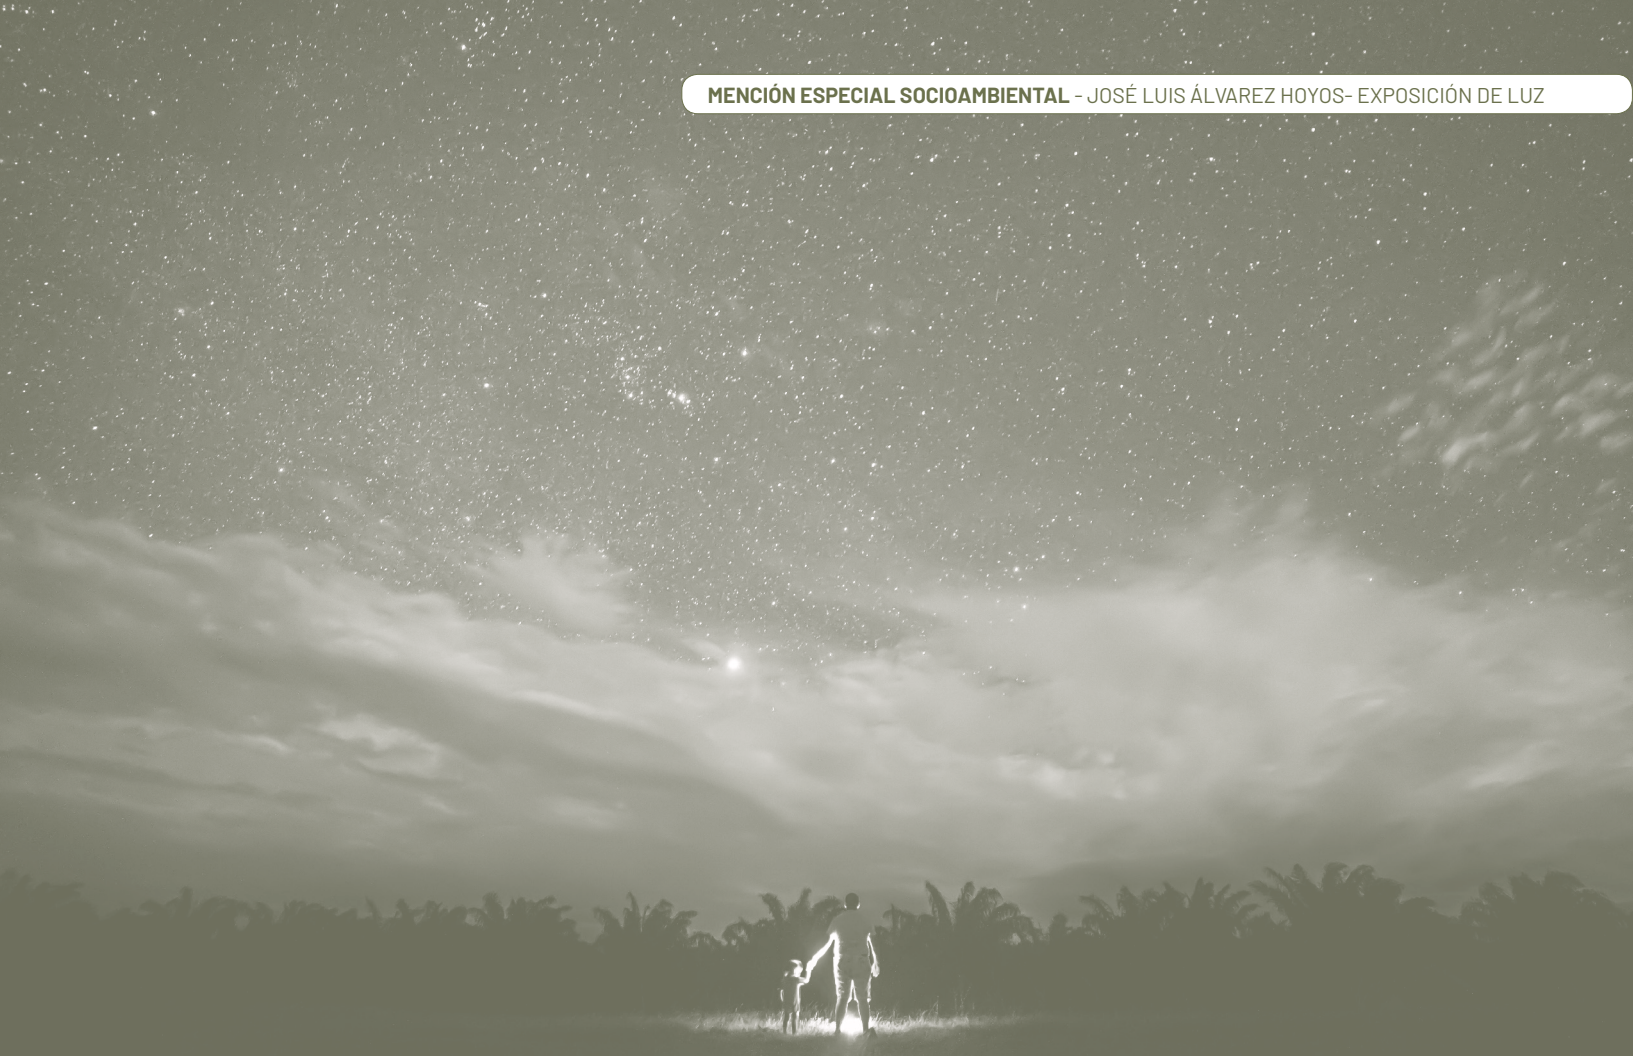 MENCIÓN ESPECIAL SOCIOAMBIENTAL - JOSÉ LUIS ÁLVAREZ HOYOS- EXPOSICIÓN DE LUZ